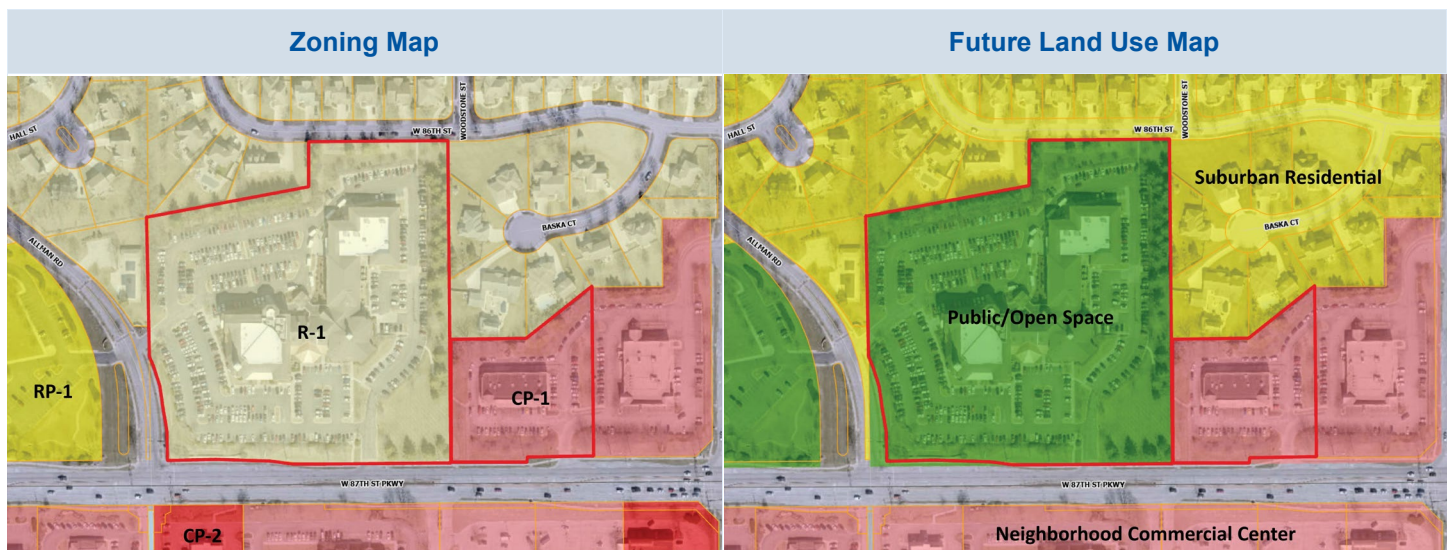 Zoning Map
Future Land Use Map
HALL ST
W 86TH ST
WOODSTONE ST
BASKA CT
ALLMAN RD
R-1
RP-1
CP-1
W 87TH ST PKWY
CP-2
HALL ST
W 86TH ST
WOODSTONE ST
Suburban Residential
BASKA CT
ALLMAN RD
Public/Open Space
W 87TH ST PKWY
Neighborhood Commercial Center